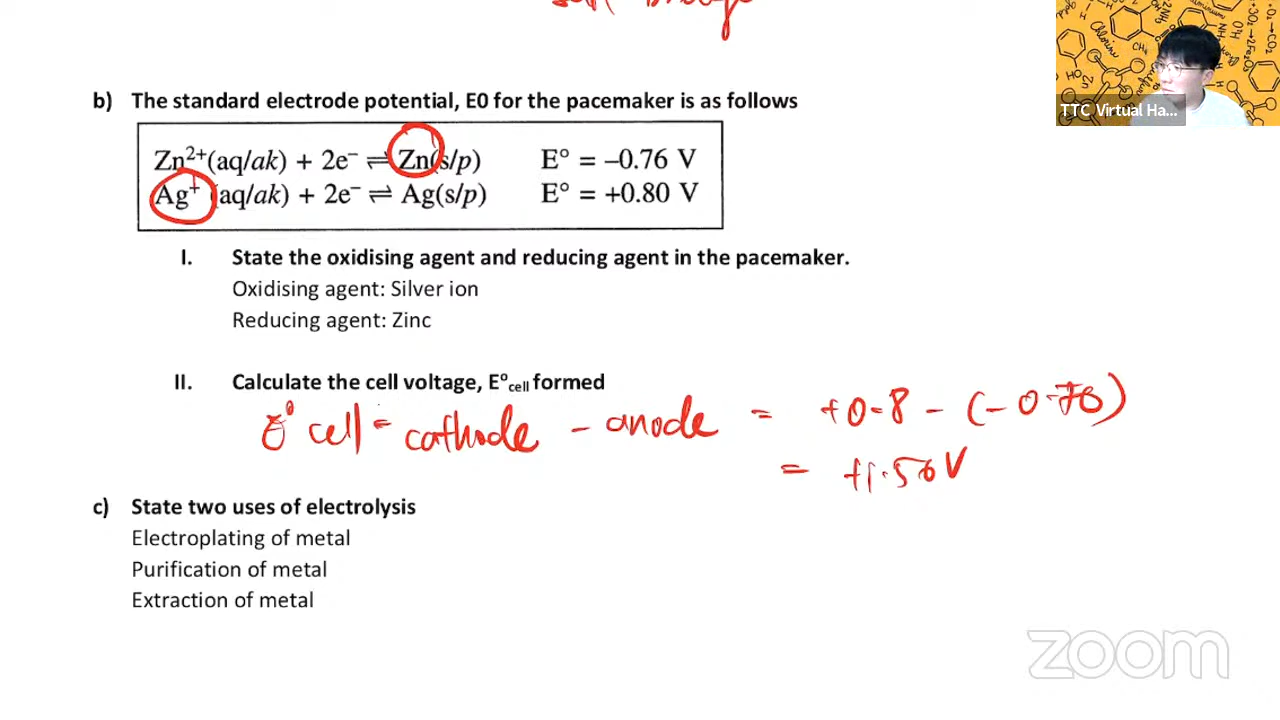 salt bridge
b) The standard electrode potential, E0 for the pacemaker is as follows
Zn²⁺(aq/ak) + 2e⁻ ⇌ Zn(s/p) E° = –0.76 V
Ag⁺ (aq/ak) + 2e⁻ ⇌ Ag(s/p) E° = +0.80 V
I. State the oxidising agent and reducing agent in the pacemaker.
Oxidising agent: Silver ion
Reducing agent: Zinc
II. Calculate the cell voltage, E°cell formed
E° cell = cathode - anode = +0.8 - (-0.76)
= +1.56 V
c) State two uses of electrolysis
Electroplating of metal
Purification of metal
Extraction of metal
TTC Virtual Ha...
zoom